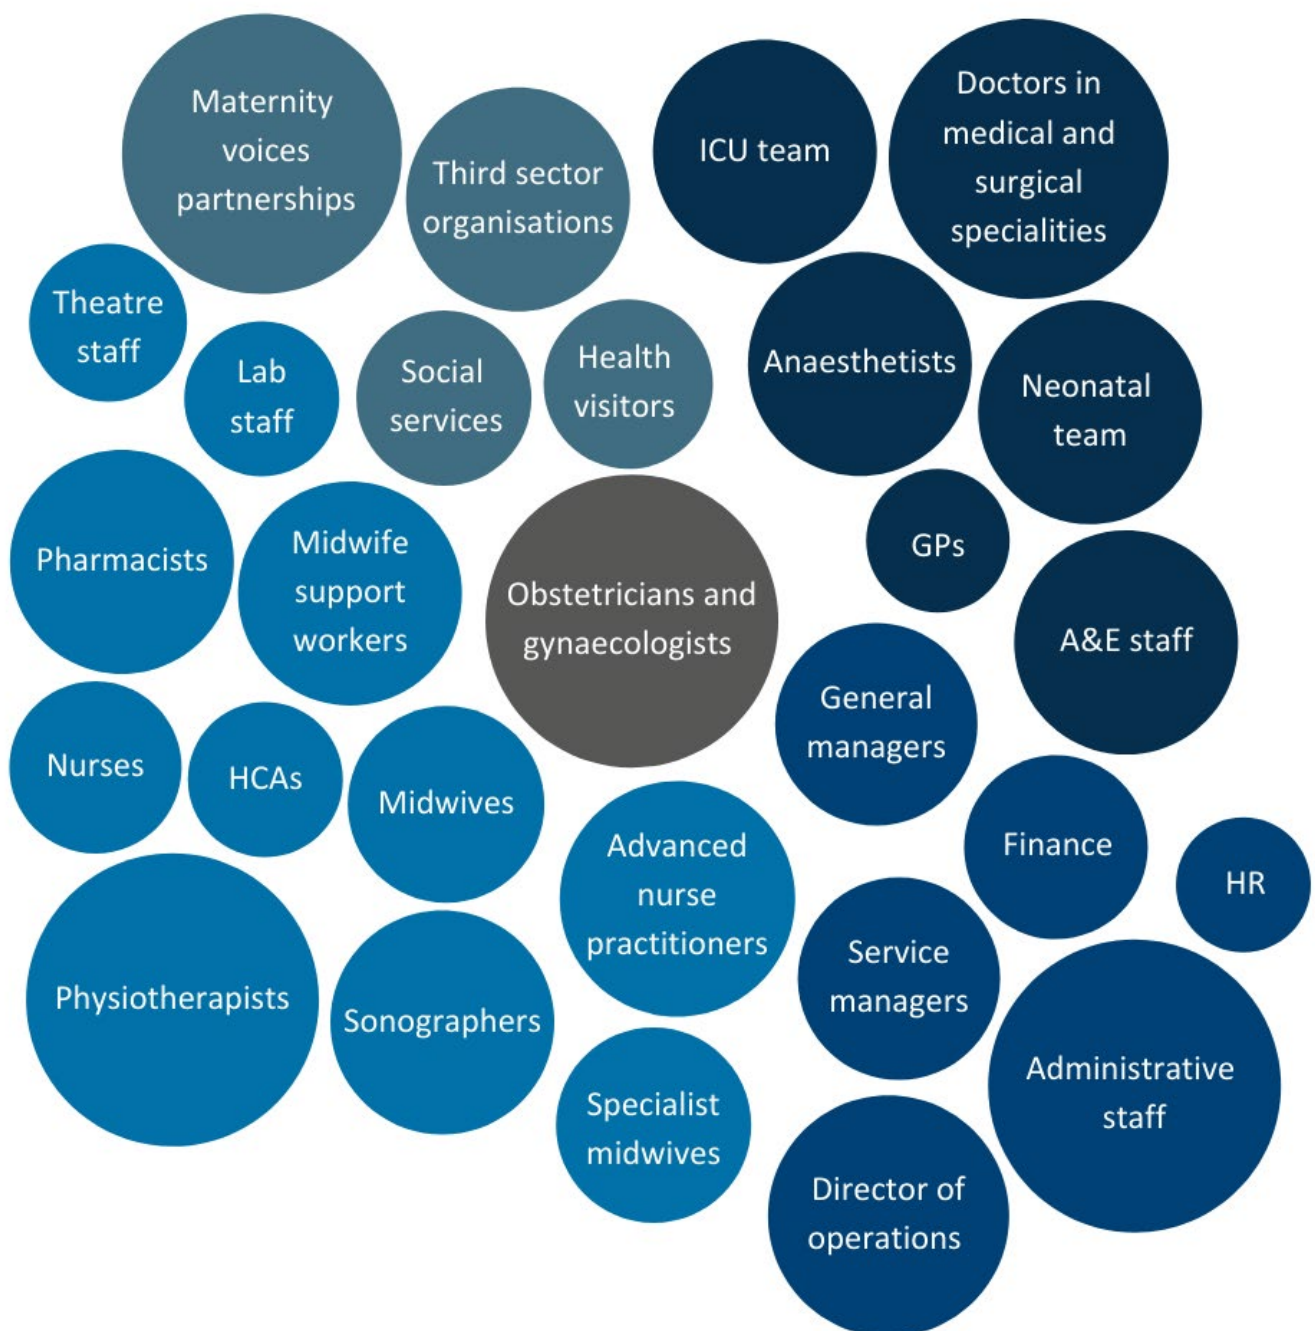 Maternity
voices
partnerships
Third sector
organisations
ICU team
Doctors in
medical and
surgical
specialities
Theatre
staff
Lab
staff
Social
services
Health
visitors
Anaesthetists
Neonatal
team
Pharmacists
Midwife
support
workers
Obstetricians and
gynaecologists
GPs
A&E staff
General
managers
Nurses
HCAs
Midwives
Advanced
nurse
practitioners
Finance
HR
Service
managers
Physiotherapists
Sonographers
Specialist
midwives
Administrative
staff
Director of
operations